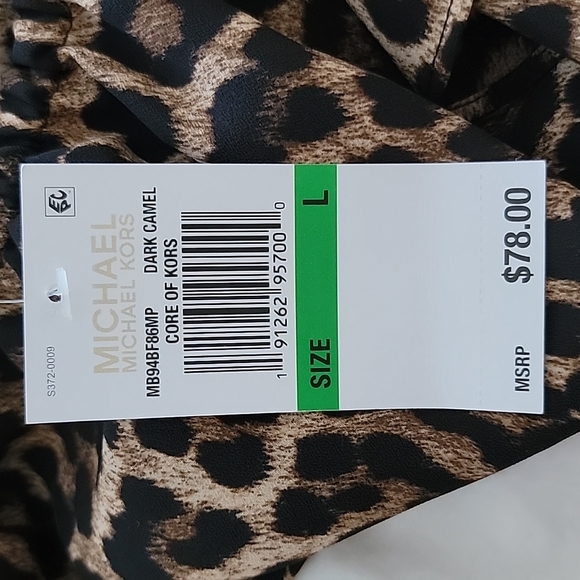 S372-0009
MICHAEL
MICHAEL KORS
MB94BF86MP DARK CAMEL
CORE OF KORS
1 91262 95700 0
SIZE L
MSRP $78.00